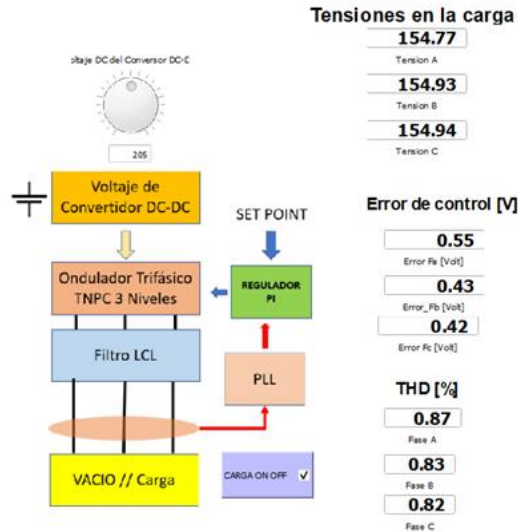 Tensiones en la carga
154.77
Tension A
154.93
Tension B
154.94
Tension C
oltaje DC del Conversor DC-D
205
Voltaje de
Convertidor DC-DC
SET POINT
Ondulador Trifásico
TNPC 3 Niveles
REGULADOR
PI
Filtro LCL
PLL
VACIO // Carga
CARGA ON OFF
Error de control [V]
0.55
Error Fa [Volt]
0.43
Error_Fb [Volt]
0.42
Error Fc [Volt]
THD [%]
0.87
Fase A
0.83
Fase B
0.82
Fase C